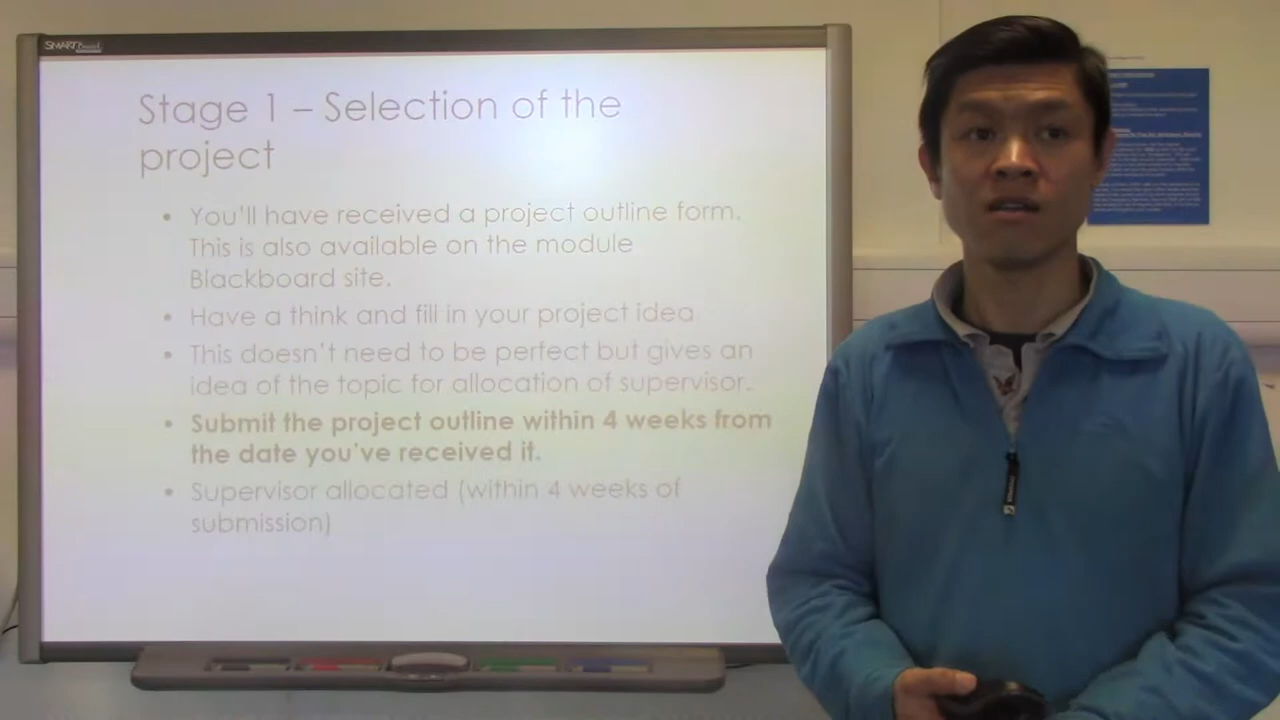 SMART Board
Stage 1 – Selection of the
project
• You'll have received a project outline form.
This is also available on the module
Blackboard site.
• Have a think and fill in your project idea
• This doesn't need to be perfect but gives an
idea of the topic for allocation of supervisor.
• Submit the project outline within 4 weeks from
the date you've received it.
• Supervisor allocated (within 4 weeks of
submission)